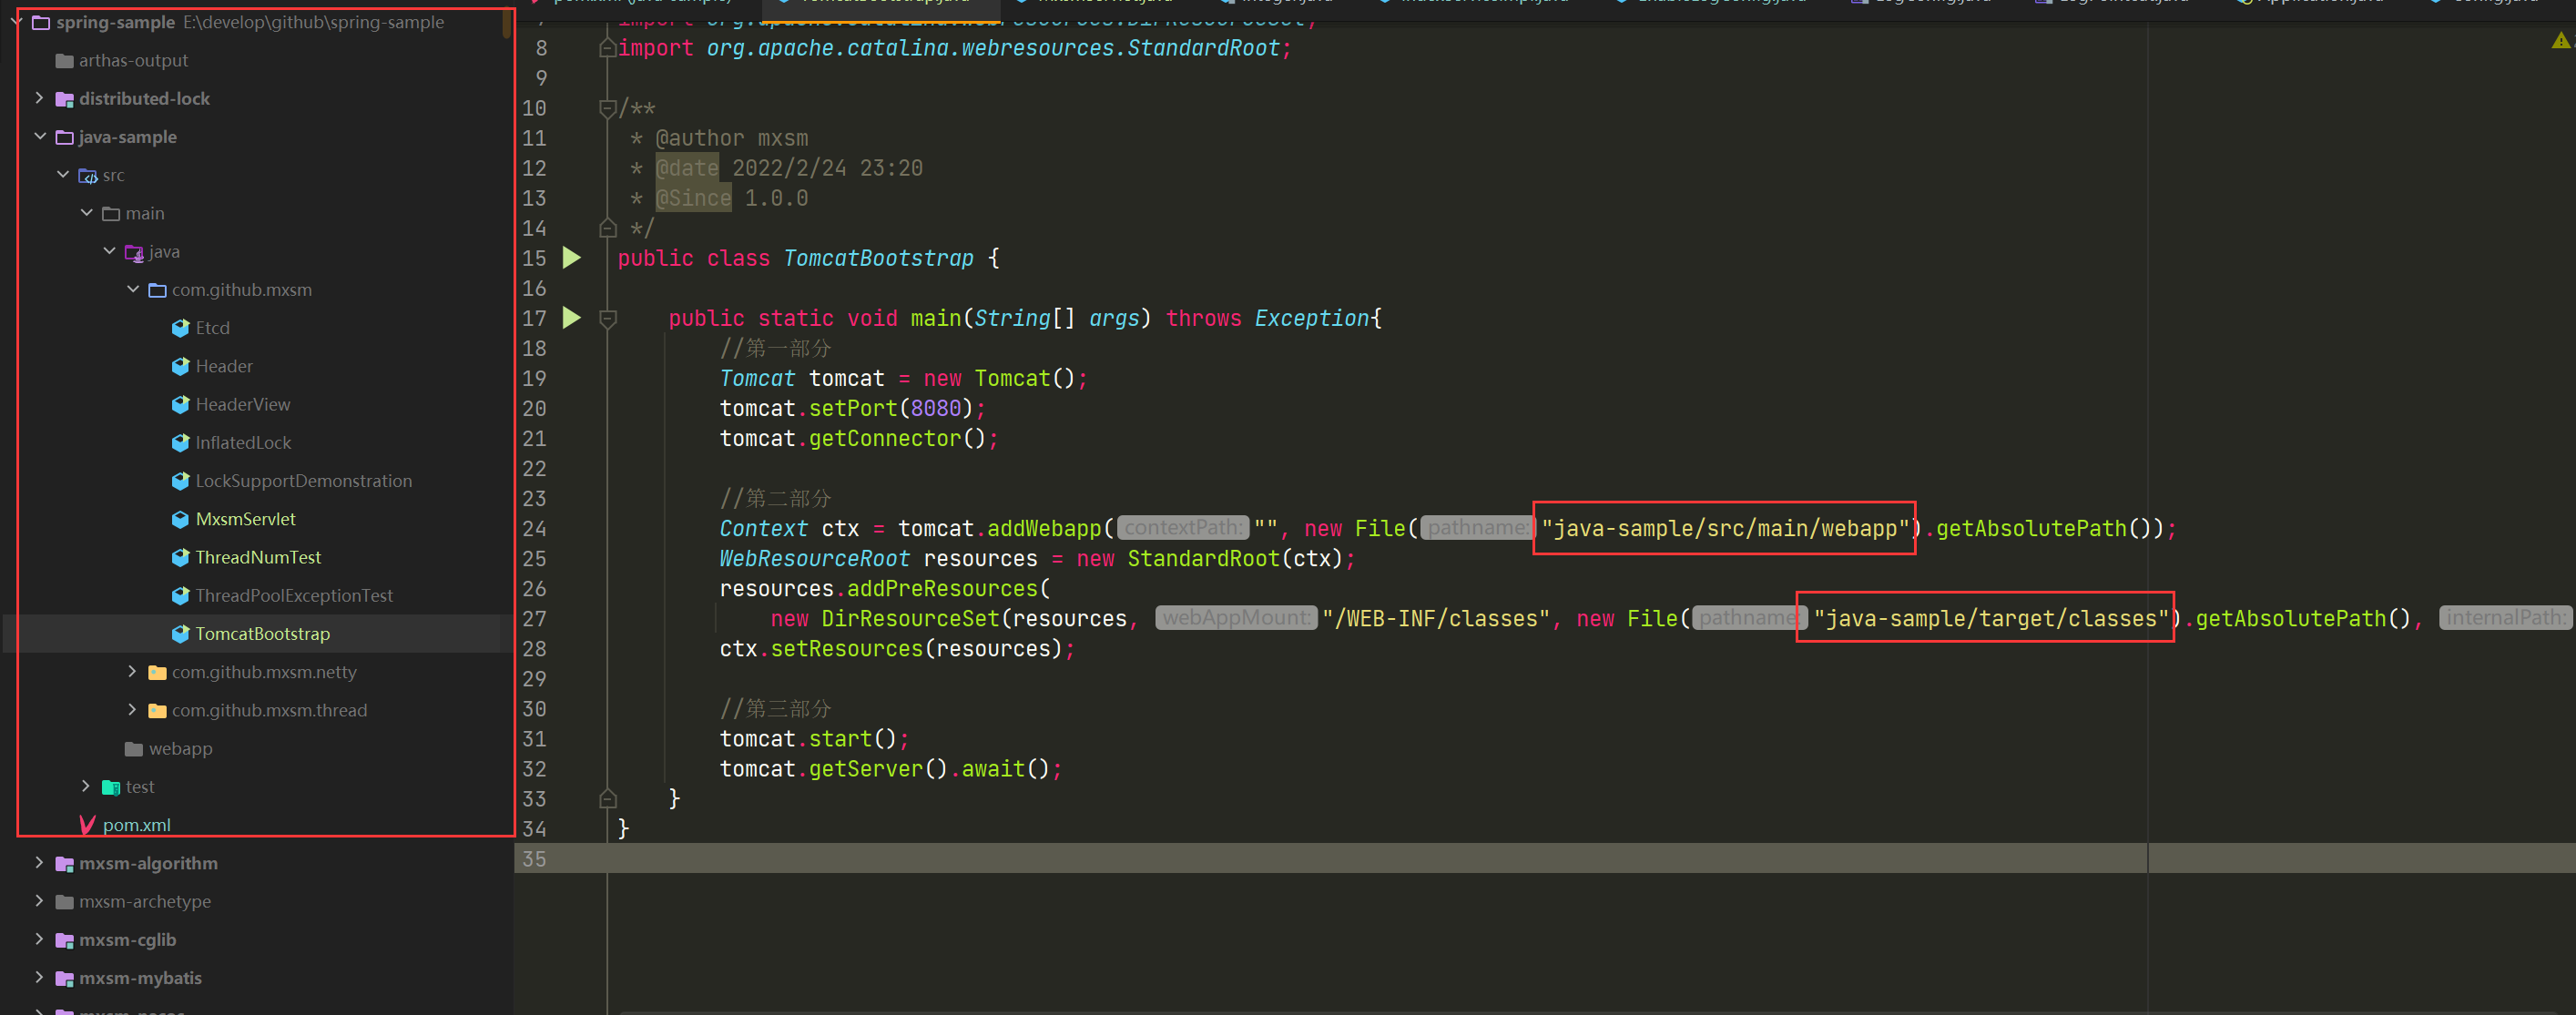 spring-sample E:\develop\github\spring-sample
arthas-output
distributed-lock
java-sample
src
main
java
com.github.mxsm
Etcd
Header
HeaderView
InflatedLock
LockSupportDemonstration
MxsmServlet
ThreadNumTest
ThreadPoolExceptionTest
TomcatBootstrap
com.github.mxsm.netty
com.github.mxsm.thread
webapp
test
pom.xml
mxsm-algorithm
mxsm-archetype
mxsm-cglib
mxsm-mybatis
8 import org.apache.catalina.webresources.StandardRoot;
9
10 /**
11 * @author mxsm
12 * @date 2022/2/24 23:20
13 * @Since 1.0.0
14 */
15 public class TomcatBootstrap {
16
17 public static void main(String[] args) throws Exception{
18 //第一部分
19 Tomcat tomcat = new Tomcat();
20 tomcat.setPort(8080);
21 tomcat.getConnector();
22
23 //第二部分
24 Context ctx = tomcat.addWebapp( contextPath: "", new File( pathname: "java-sample/src/main/webapp").getAbsolutePath());
25 WebResourceRoot resources = new StandardRoot(ctx);
26 resources.addPreResources(
27 new DirResourceSet(resources, webAppMount: "/WEB-INF/classes", new File( pathname: "java-sample/target/classes").getAbsolutePath(), internalPath:
28 ctx.setResources(resources);
29
30 //第三部分
31 tomcat.start();
32 tomcat.getServer().await();
33 }
34 }
35